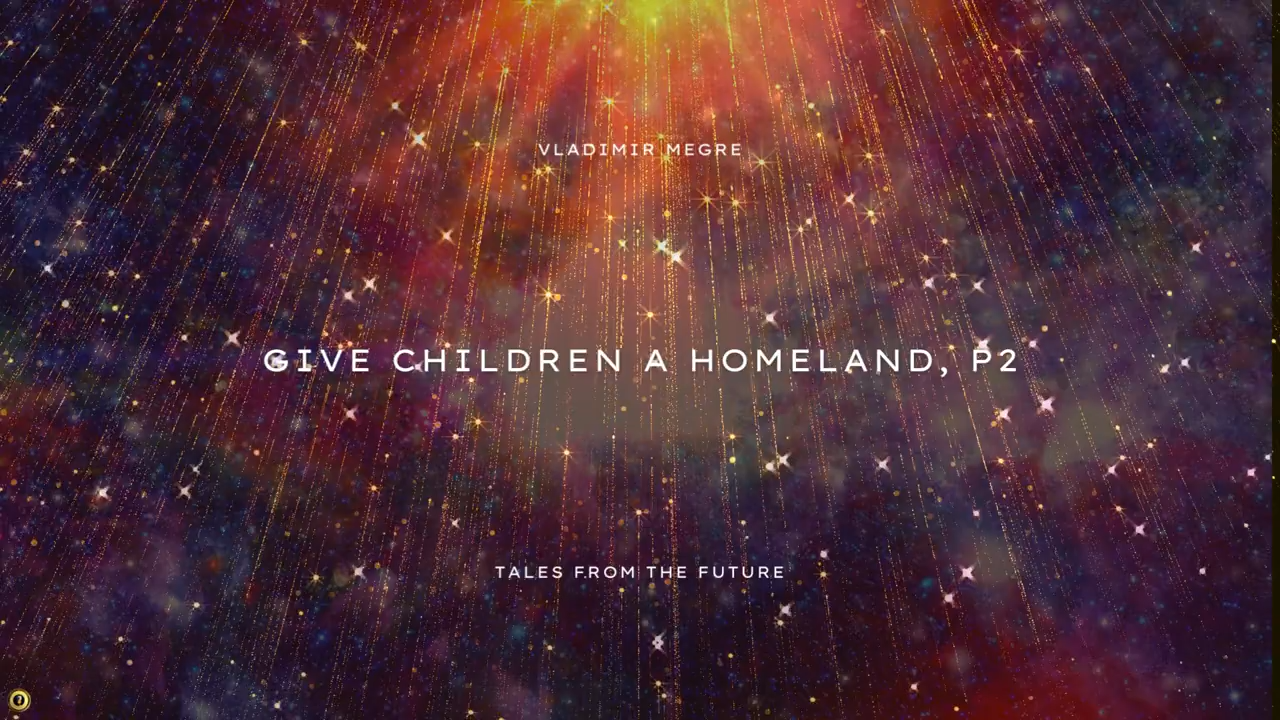 VLADIMIR MEGRE
GIVE CHILDREN A HOMELAND, P2
TALES FROM THE FUTURE